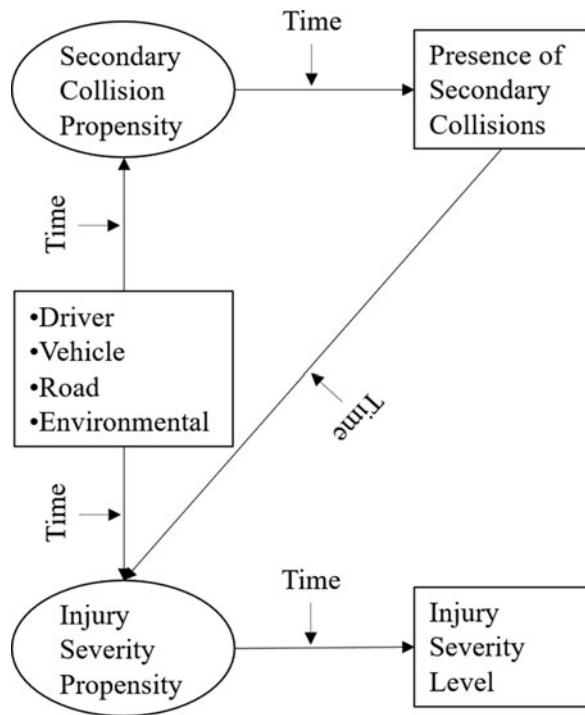 Time
Secondary
Collision
Propensity
Presence of
Secondary
Collisions
Time
•Driver
•Vehicle
•Road
•Environmental
Time
Time
Time
Injury
Severity
Propensity
Injury
Severity
Level